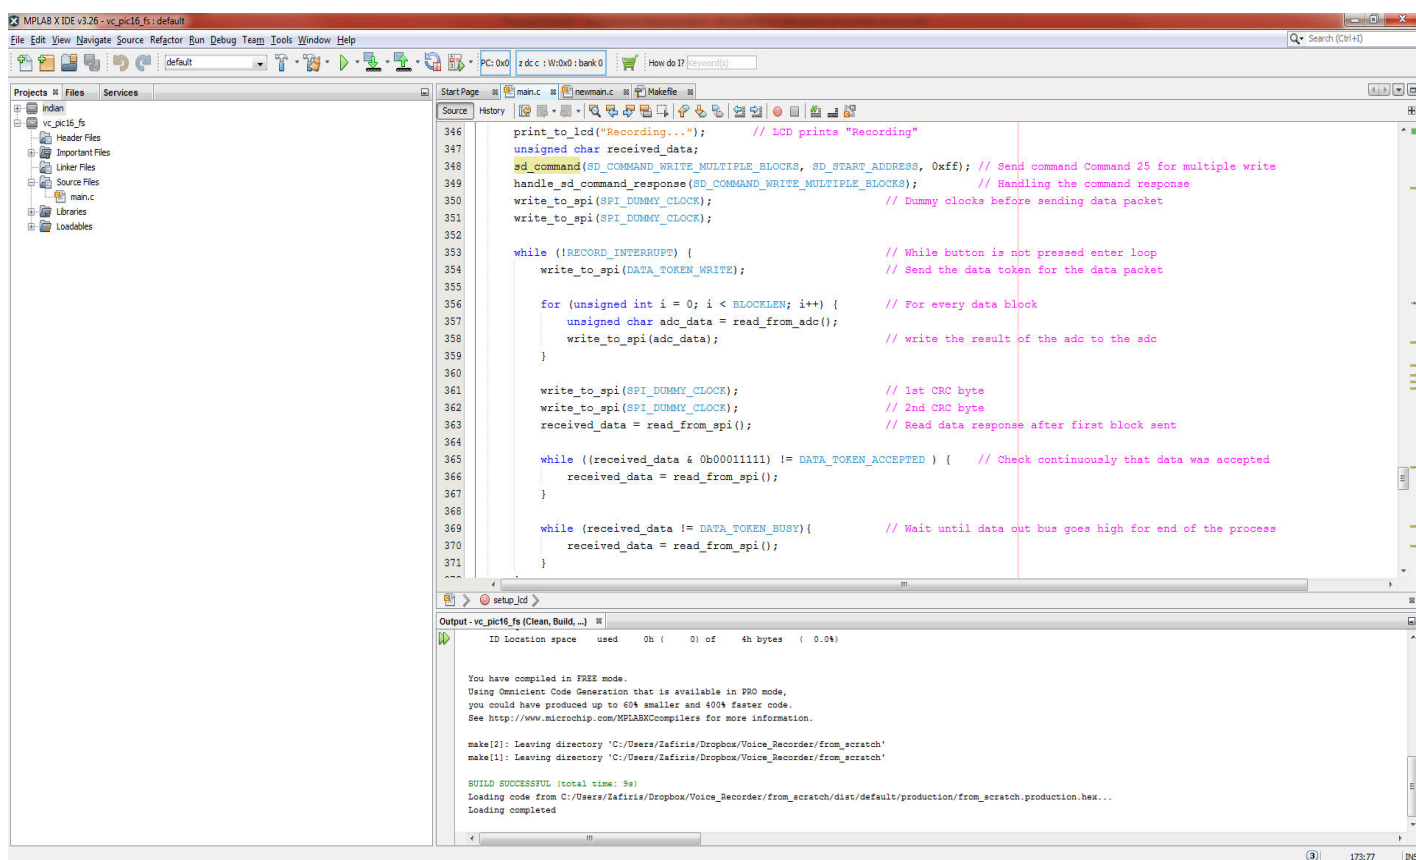 MPLAB X IDE v3.26 - vc_pic16_fs : default
File Edit View Navigate Source Refactor Run Debug Team Tools Window Help
Search (Ctrl+I)
default
PC: 0x0
z dc c : W:0x0 : bank 0
How do I? Keyword(s)
Projects Files Services
indian
vc_pic16_fs
Header Files
Important Files
Linker Files
Source Files
main.c
Libraries
Loadables
Start Page main.c newmain.c Makefile
Source History
346 print_to_lcd("Recording..."); // LCD prints "Recording"
347 unsigned char received_data;
348 sd_command(SD_COMMAND_WRITE_MULTIPLE_BLOCKS, SD_START_ADDRESS, 0xff); // Send command Command 25 for multiple write
349 handle_sd_command_response(SD_COMMAND_WRITE_MULTIPLE_BLOCKS); // Handling the command response
350 write_to_spi(SPI_DUMMY_CLOCK); // Dummy clocks before sending data packet
351 write_to_spi(SPI_DUMMY_CLOCK);
352
353 while (!RECORD_INTERRUPT) { // While button is not pressed enter loop
354 write_to_spi(DATA_TOKEN_WRITE); // Send the data token for the data packet
355
356 for (unsigned int i = 0; i < BLOCKLEN; i++) { // For every data block
357 unsigned char adc_data = read_from_adc();
358 write_to_spi(adc_data); // write the result of the adc to the sdc
359 }
360
361 write_to_spi(SPI_DUMMY_CLOCK); // 1st CRC byte
362 write_to_spi(SPI_DUMMY_CLOCK); // 2nd CRC byte
363 received_data = read_from_spi(); // Read data response after first block sent
364
365 while ((received_data & 0b00011111) != DATA_TOKEN_ACCEPTED ) { // Check continuously that data was accepted
366 received_data = read_from_spi();
367 }
368
369 while (received_data != DATA_TOKEN_BUSY){ // Wait until data out bus goes high for end of the process
370 received_data = read_from_spi();
371 }
setup_lcd
Output - vc_pic16_fs (Clean, Build, ...)
ID Location space used 0h ( 0) of 4h bytes ( 0.0%)
You have compiled in FREE mode.
Using Omnicient Code Generation that is available in PRO mode,
you could have produced up to 60% smaller and 400% faster code.
See http://www.microchip.com/MPLABXCcompilers for more information.
make[2]: Leaving directory 'C:/Users/Zafiris/Dropbox/Voice_Recorder/from_scratch'
make[1]: Leaving directory 'C:/Users/Zafiris/Dropbox/Voice_Recorder/from_scratch'
BUILD SUCCESSFUL (total time: 9s)
Loading code from C:/Users/Zafiris/Dropbox/Voice_Recorder/from_scratch/dist/default/production/from_scratch.production.hex...
Loading completed
3 173:77 INS